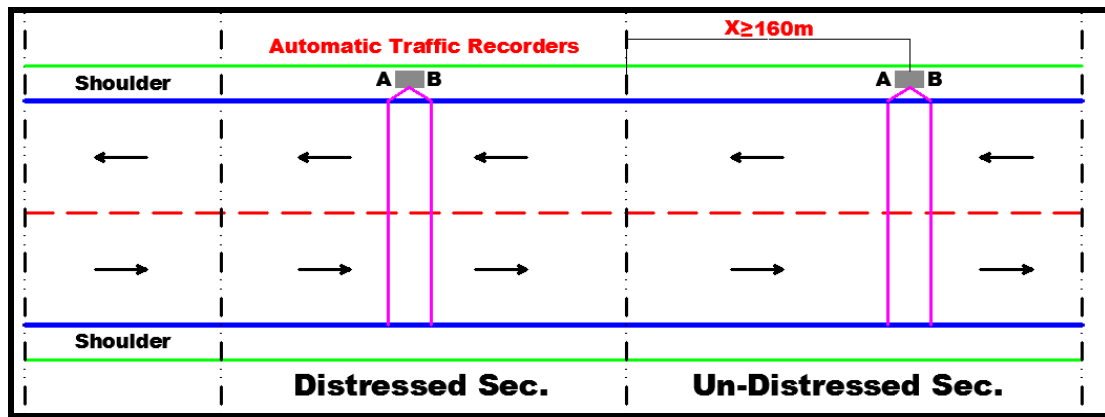 X≥160m
Automatic Traffic Recorders
Shoulder
A B
A B
Shoulder
Distressed Sec.
Un-Distressed Sec.